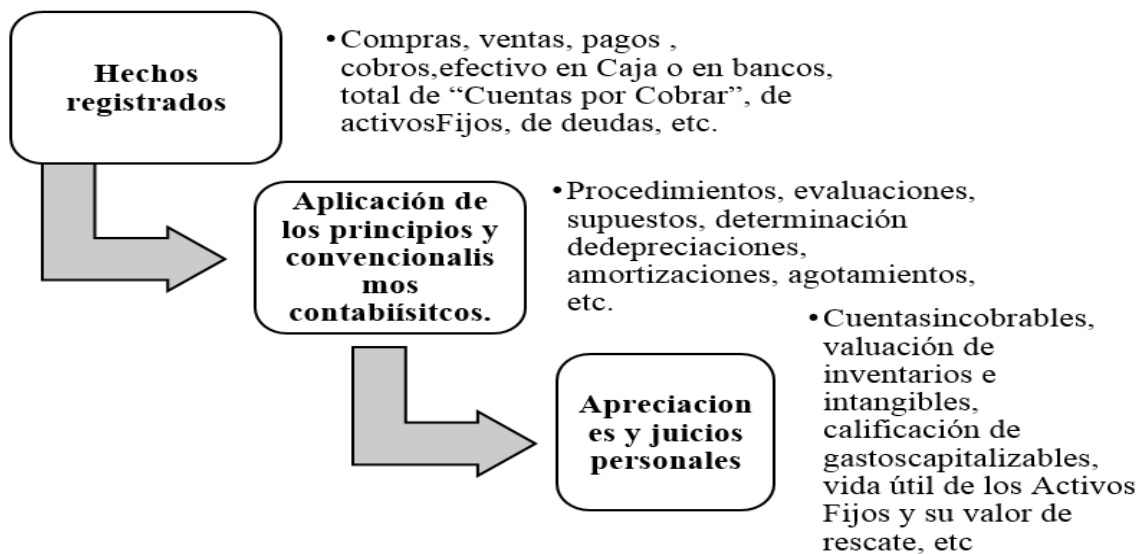 Hechos
registrados
•Compras, ventas, pagos ,
cobros,efectivo en Caja o en bancos,
total de “Cuentas por Cobrar”, de
activosFijos, de deudas, etc.
Aplicación de
los principios y
convencionalis
mos
contabiísitcos.
•Procedimientos, evaluaciones,
supuestos, determinación
dedepreciaciones,
amortizaciones, agotamientos,
etc.
Apreciacion
es y juicios
personales
•Cuentasincobrables,
valuación de
inventarios e
intangibles,
calificación de
gastoscapitalizables,
vida útil de los Activos
Fijos y su valor de
rescate, etc